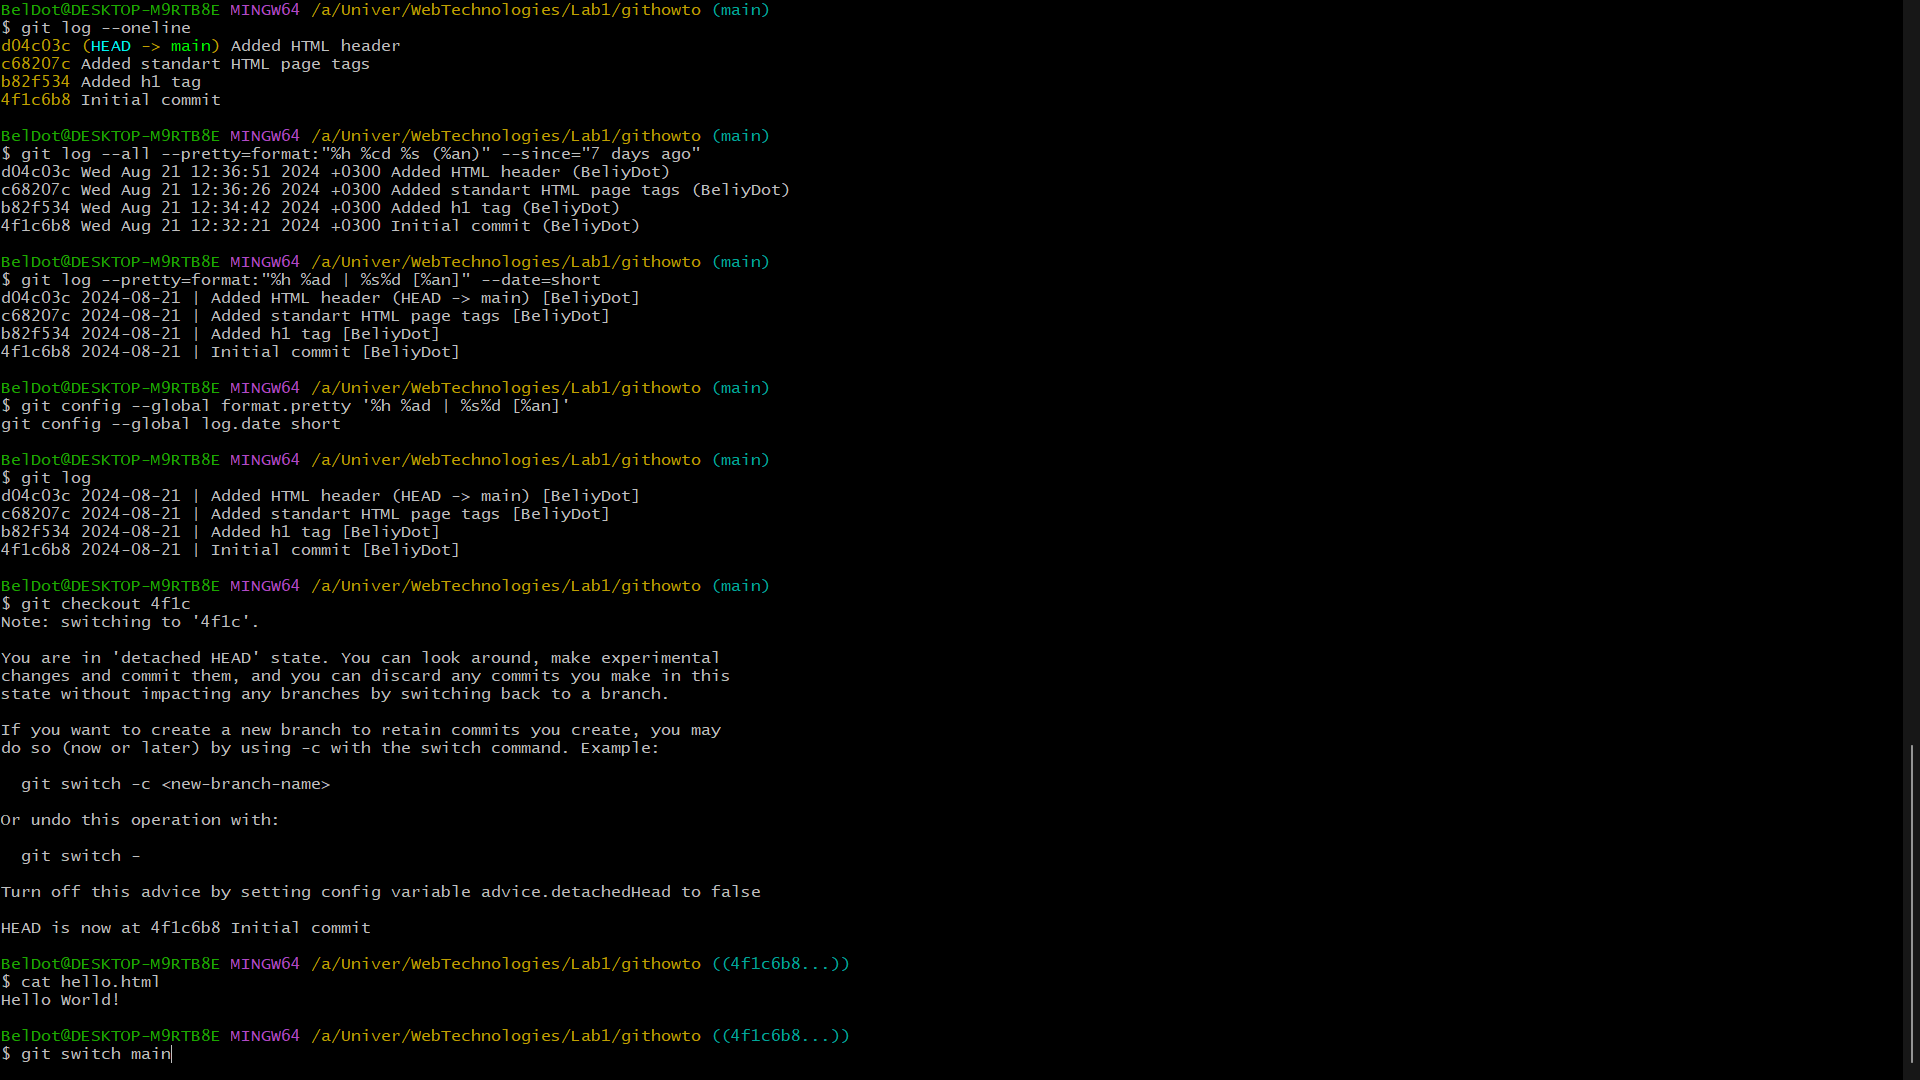 BelDot@DESKTOP-M9RTB8E MINGW64 /a/Univer/WebTechnologies/Lab1/githowto (main)
$ git log --oneline
d04c03c (HEAD -> main) Added HTML header
c68207c Added standart HTML page tags
b82f534 Added h1 tag
4f1c6b8 Initial commit
BelDot@DESKTOP-M9RTB8E MINGW64 /a/Univer/WebTechnologies/Lab1/githowto (main)
$ git log --all --pretty=format:"%h %cd %s (%an)" --since="7 days ago"
d04c03c Wed Aug 21 12:36:51 2024 +0300 Added HTML header (BeliyDot)
c68207c Wed Aug 21 12:36:26 2024 +0300 Added standart HTML page tags (BeliyDot)
b82f534 Wed Aug 21 12:34:42 2024 +0300 Added h1 tag (BeliyDot)
4f1c6b8 Wed Aug 21 12:32:21 2024 +0300 Initial commit (BeliyDot)
BelDot@DESKTOP-M9RTB8E MINGW64 /a/Univer/WebTechnologies/Lab1/githowto (main)
$ git log --pretty=format:"%h %ad | %s%d [%an]" --date=short
d04c03c 2024-08-21 | Added HTML header (HEAD -> main) [BeliyDot]
c68207c 2024-08-21 | Added standart HTML page tags [BeliyDot]
b82f534 2024-08-21 | Added h1 tag [BeliyDot]
4f1c6b8 2024-08-21 | Initial commit [BeliyDot]
BelDot@DESKTOP-M9RTB8E MINGW64 /a/Univer/WebTechnologies/Lab1/githowto (main)
$ git config --global format.pretty '%h %ad | %s%d [%an]'
git config --global log.date short
BelDot@DESKTOP-M9RTB8E MINGW64 /a/Univer/WebTechnologies/Lab1/githowto (main)
$ git log
d04c03c 2024-08-21 | Added HTML header (HEAD -> main) [BeliyDot]
c68207c 2024-08-21 | Added standart HTML page tags [BeliyDot]
b82f534 2024-08-21 | Added h1 tag [BeliyDot]
4f1c6b8 2024-08-21 | Initial commit [BeliyDot]
BelDot@DESKTOP-M9RTB8E MINGW64 /a/Univer/WebTechnologies/Lab1/githowto (main)
$ git checkout 4f1c
Note: switching to '4f1c'.
You are in 'detached HEAD' state. You can look around, make experimental
changes and commit them, and you can discard any commits you make in this
state without impacting any branches by switching back to a branch.
If you want to create a new branch to retain commits you create, you may
do so (now or later) by using -c with the switch command. Example:
git switch -c <new-branch-name>
Or undo this operation with:
git switch -
Turn off this advice by setting config variable advice.detachedHead to false
HEAD is now at 4f1c6b8 Initial commit
BelDot@DESKTOP-M9RTB8E MINGW64 /a/Univer/WebTechnologies/Lab1/githowto ((4f1c6b8...))
$ cat hello.html
Hello World!
BelDot@DESKTOP-M9RTB8E MINGW64 /a/Univer/WebTechnologies/Lab1/githowto ((4f1c6b8...))
$ git switch main